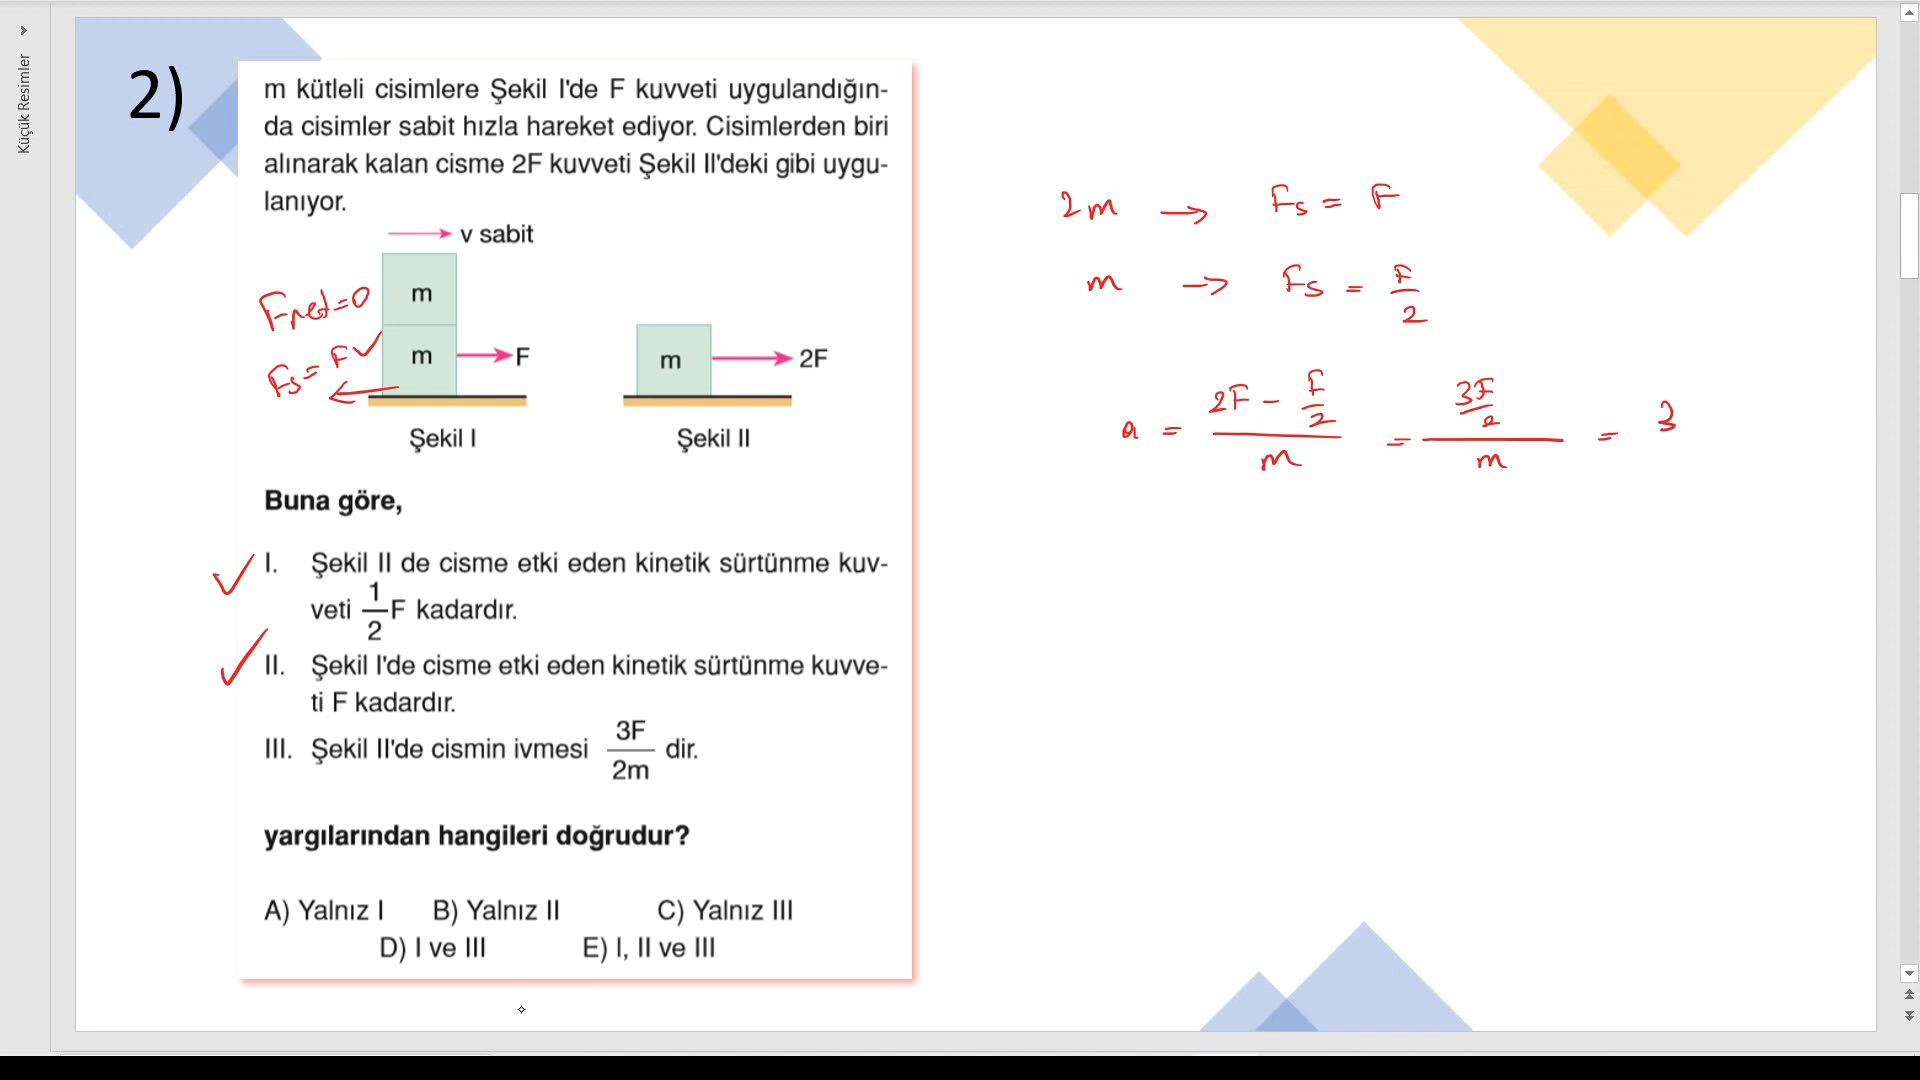 Küçük Resimler
2)
m kütleli cisimlere Şekil I'de F kuvveti uygulandığın-
da cisimler sabit hızla hareket ediyor. Cisimlerden biri
alınarak kalan cisme 2F kuvveti Şekil II'deki gibi uygu-
lanıyor.
v sabit
m
m
F
Fnet=0
Fs=F
Şekil I
m
2F
Şekil II
Buna göre,
I. Şekil II de cisme etki eden kinetik sürtünme kuv-
veti 1/2 F kadardır.
II. Şekil I'de cisme etki eden kinetik sürtünme kuvve-
ti F kadardır.
III. Şekil II'de cismin ivmesi 3F/2m dir.
yargılarından hangileri doğrudur?
A) Yalnız I B) Yalnız II C) Yalnız III
D) I ve III E) I, II ve III
2m → Fs = F
m → Fs = F/2
a = (2F - F/2)/m = (3F/2)/m = 3